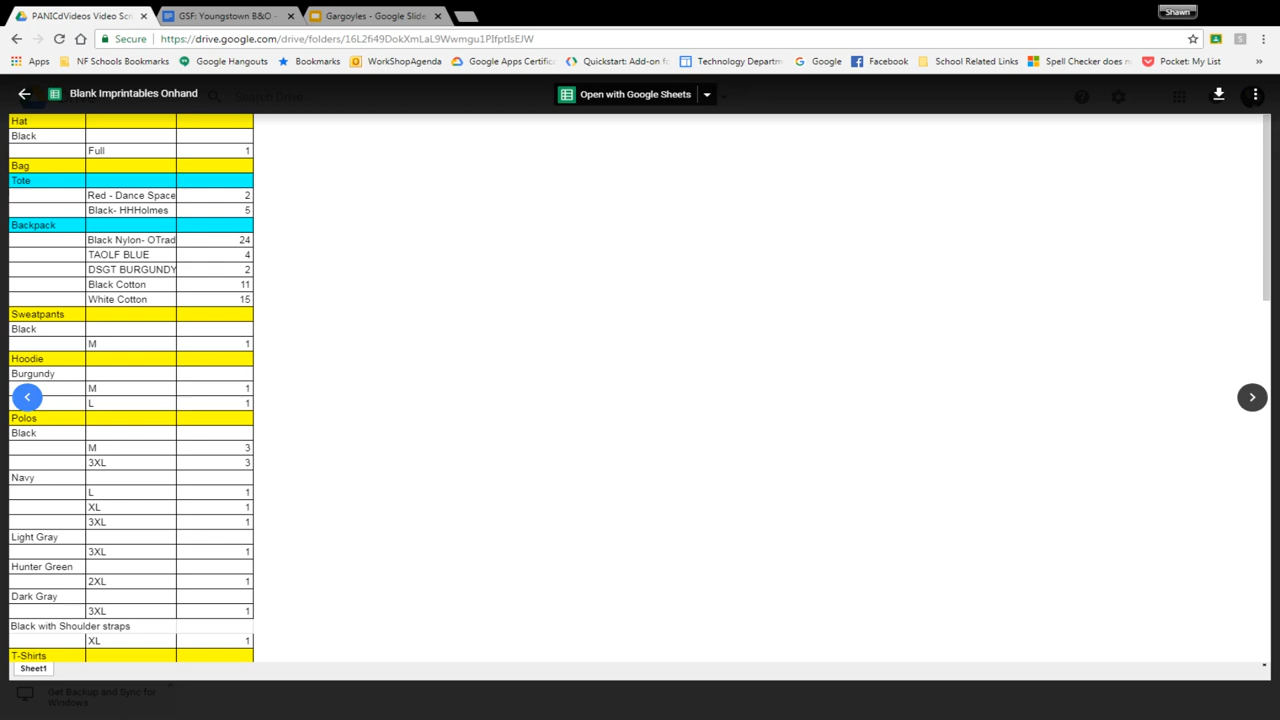 PANICdVideos Video Scr
GSF: Youngstown B&O -
Gargoyles - Google Slide
Shawn
Secure
https://drive.google.com/drive/folders/16L2fi49DokXmLaL9Wwmgu1PIfptIsEJW
Apps
NF Schools Bookmarks
Google Hangouts
Bookmarks
WorkShopAgenda
Google Apps Certific
Quickstart: Add-on fo
Technology Departm
Google
Facebook
School Related Links
Spell Checker does n
Pocket: My List
»
Blank Imprintables Onhand
Search Drive
Open with Google Sheets
Hat
Black
Full 1
Bag
Tote
Red - Dance Space 2
Black- HHHolmes 5
Backpack
Black Nylon- OTrad 24
TAOLF BLUE 4
DSGT BURGUNDY 2
Black Cotton 11
White Cotton 15
Sweatpants
Black
M 1
Hoodie
Burgundy
M 1
L 1
Polos
Black
M 3
3XL 3
Navy
L 1
XL 1
3XL 1
Light Gray
3XL 1
Hunter Green
2XL 1
Dark Gray
3XL 1
Black with Shoulder straps
XL 1
T-Shirts
Sheet1
Get Backup and Sync for
Windows